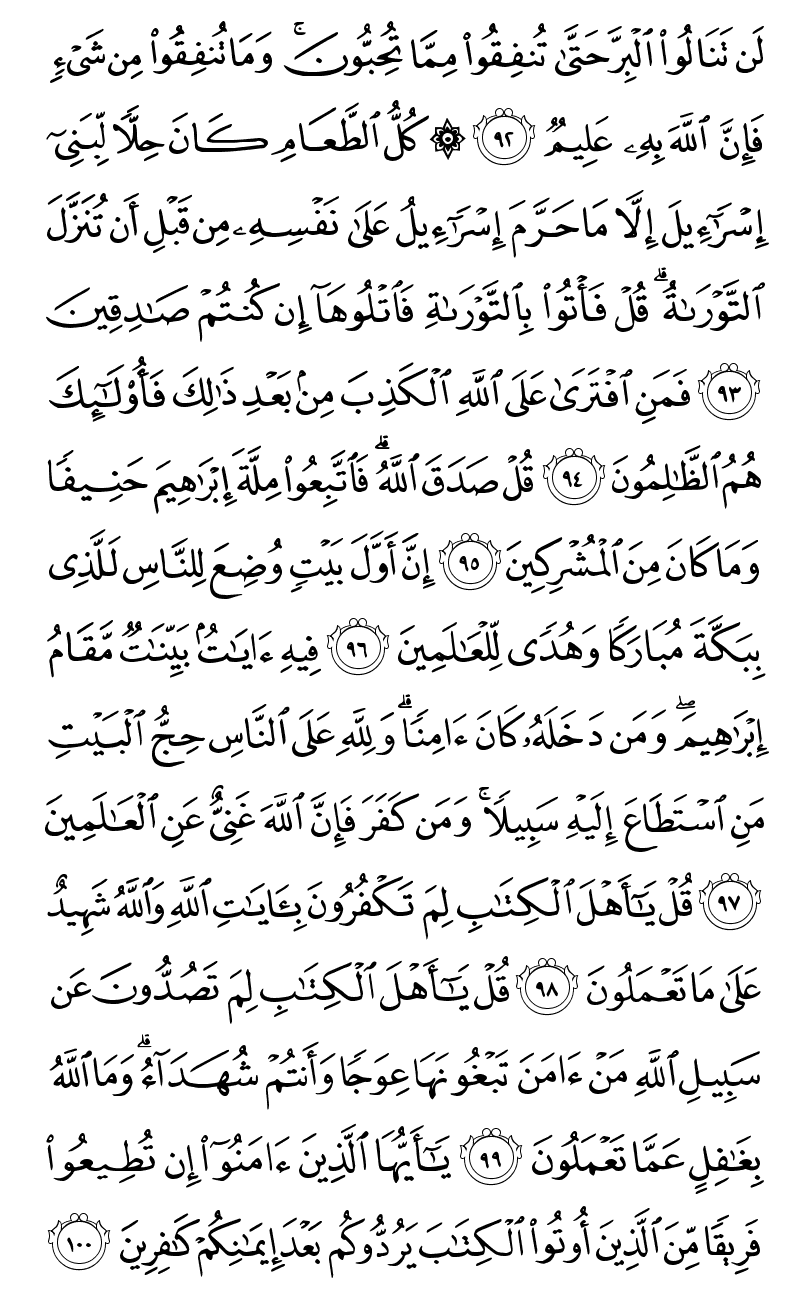 لَن تَنَالُوا۟ ٱلْبِرَّ حَتَّىٰ تُنفِقُوا۟ مِمَّا تُحِبُّونَ ۚ وَمَا تُنفِقُوا۟ مِن شَىْءٍ
فَإِنَّ ٱللَّهَ بِهِۦ عَلِيمٌ ٩٢ ۞ كُلُّ ٱلطَّعَامِ كَانَ حِلًّا لِّبَنِىٓ
إِسْرَٰٓءِيلَ إِلَّا مَا حَرَّمَ إِسْرَٰٓءِيلُ عَلَىٰ نَفْسِهِۦ مِن قَبْلِ أَن تُنَزَّلَ
ٱلتَّوْرَىٰةُ ۗ قُلْ فَأْتُوا۟ بِٱلتَّوْرَىٰةِ فَٱتْلُوهَآ إِن كُنتُمْ صَـٰدِقِينَ
٩٣ فَمَنِ ٱفْتَرَىٰ عَلَى ٱللَّهِ ٱلْكَذِبَ مِنۢ بَعْدِ ذَٰلِكَ فَأُو۟لَـٰٓئِكَ
هُمُ ٱلظَّـٰلِمُونَ ٩٤ قُلْ صَدَقَ ٱللَّهُ ۗ فَٱتَّبِعُوا۟ مِلَّةَ إِبْرَٰهِيمَ حَنِيفًا
وَمَا كَانَ مِنَ ٱلْمُشْرِكِينَ ٩٥ إِنَّ أَوَّلَ بَيْتٍ وُضِعَ لِلنَّاسِ لَلَّذِى
بِبَكَّةَ مُبَارَكًا وَهُدًى لِّلْعَـٰلَمِينَ ٩٦ فِيهِ ءَايَـٰتٌۢ بَيِّنَـٰتٌ مَّقَامُ
إِبْرَٰهِيمَ ۖ وَمَن دَخَلَهُۥ كَانَ ءَامِنًا ۗ وَلِلَّهِ عَلَى ٱلنَّاسِ حِجُّ ٱلْبَيْتِ
مَنِ ٱسْتَطَاعَ إِلَيْهِ سَبِيلًا ۚ وَمَن كَفَرَ فَإِنَّ ٱللَّهَ غَنِىٌّ عَنِ ٱلْعَـٰلَمِينَ
٩٧ قُلْ يَـٰٓأَهْلَ ٱلْكِتَـٰبِ لِمَ تَكْفُرُونَ بِـَٔايَـٰتِ ٱللَّهِ وَٱللَّهُ شَهِيدٌ
عَلَىٰ مَا تَعْمَلُونَ ٩٨ قُلْ يَـٰٓأَهْلَ ٱلْكِتَـٰبِ لِمَ تَصُدُّونَ عَن
سَبِيلِ ٱللَّهِ مَنْ ءَامَنَ تَبْغُونَهَا عِوَجًا وَأَنتُمْ شُهَدَآءُ ۗ وَمَا ٱللَّهُ
بِغَـٰفِلٍ عَمَّا تَعْمَلُونَ ٩٩ يَـٰٓأَيُّهَا ٱلَّذِينَ ءَامَنُوٓا۟ إِن تُطِيعُوا۟
فَرِيقًا مِّنَ ٱلَّذِينَ أُوتُوا۟ ٱلْكِتَـٰبَ يَرُدُّوكُم بَعْدَ إِيمَـٰنِكُمْ كَـٰفِرِينَ ١٠٠